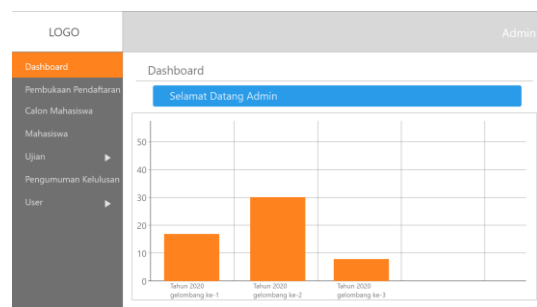 LOGO
Admin
Dashboard
Pembukaan Pendaftaran
Calon Mahasiswa
Mahasiswa
Ujian
Pengumuman Kelulusan
User
Dashboard
Selamat Datang Admin
50
40
30
20
10
0
Tahun 2020
gelombang ke-1
Tahun 2020
gelombang ke-2
Tahun 2020
gelombang ke-3